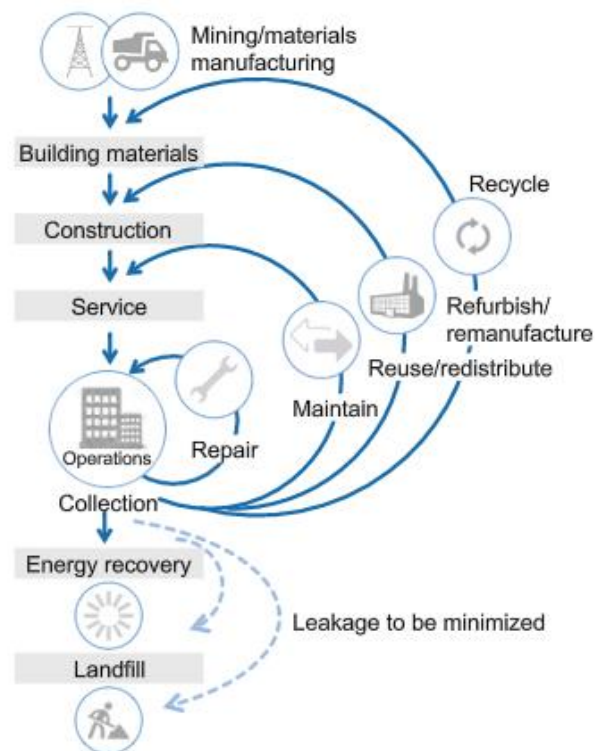 Mining/materials
manufacturing
Building materials
Recycle
Construction
Service
Refurbish/
remanufacture
Reuse/redistribute
Maintain
Repair
Operations
Collection
Energy recovery
Leakage to be minimized
Landfill